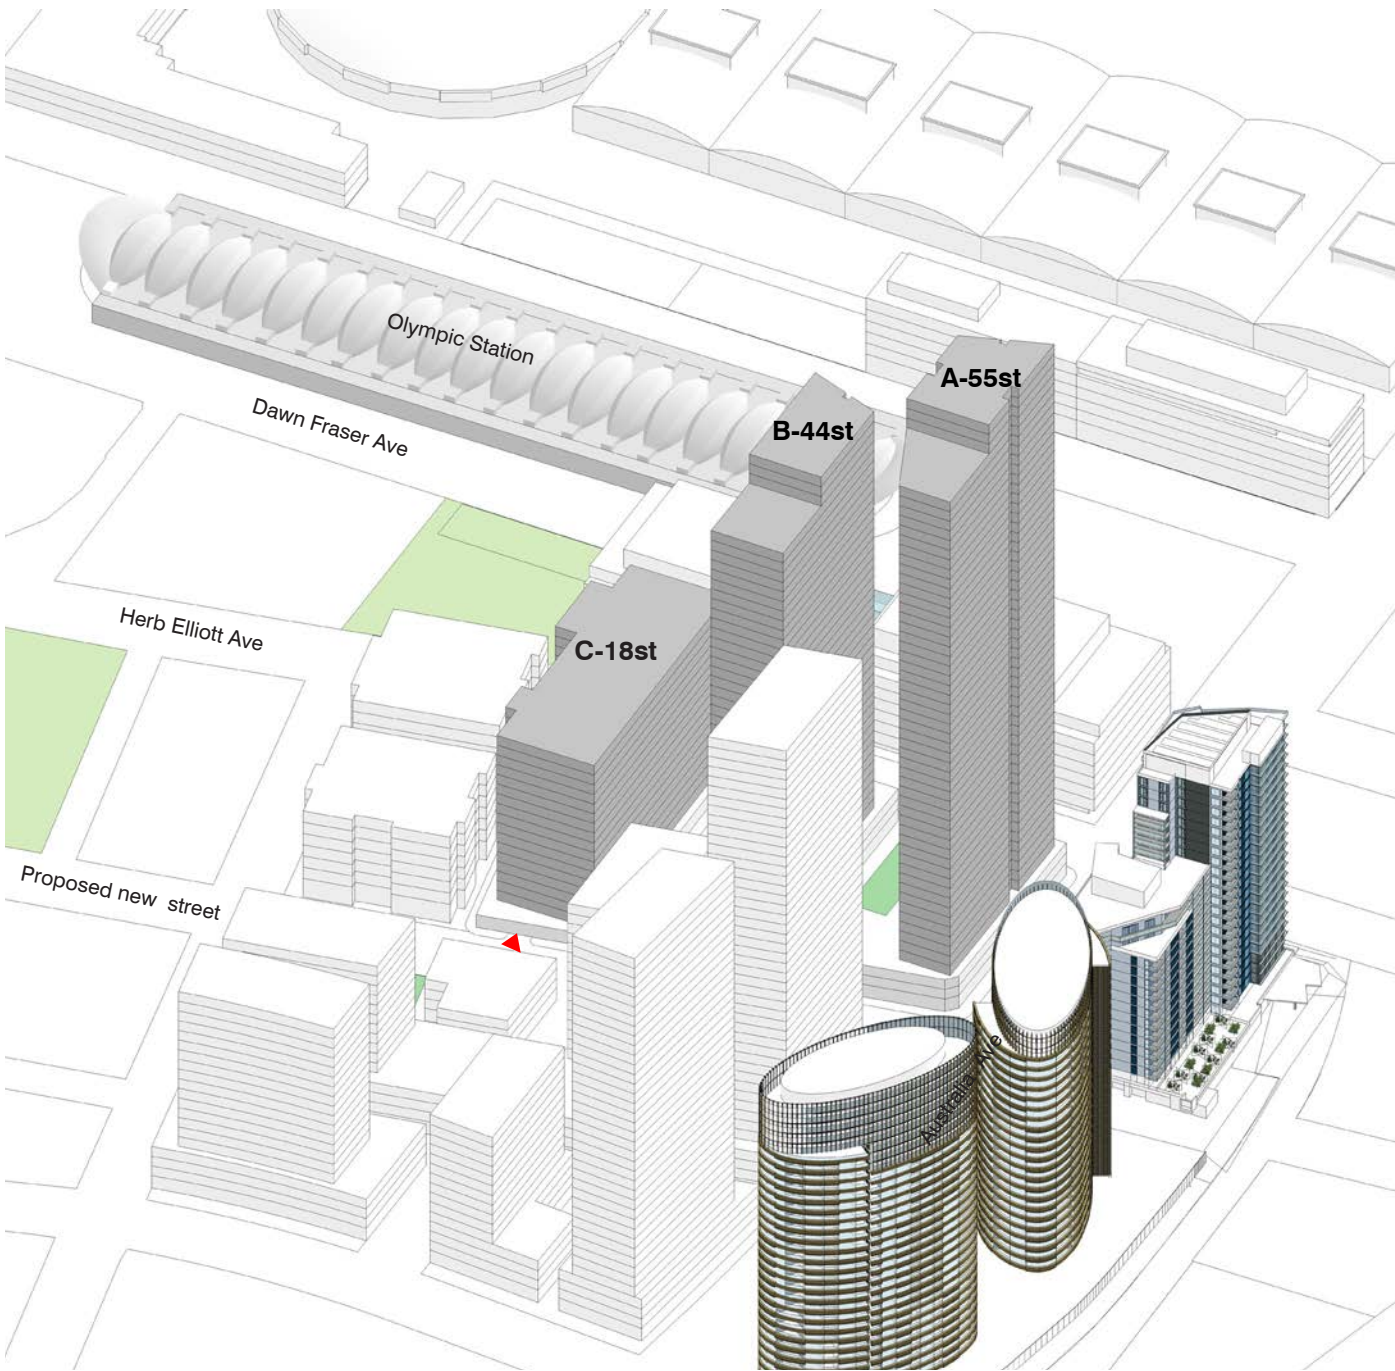 Olympic Station
A-55st
Dawn Fraser Ave
B-44st
Herb Elliott Ave
C-18st
Proposed new street
Australia Ave